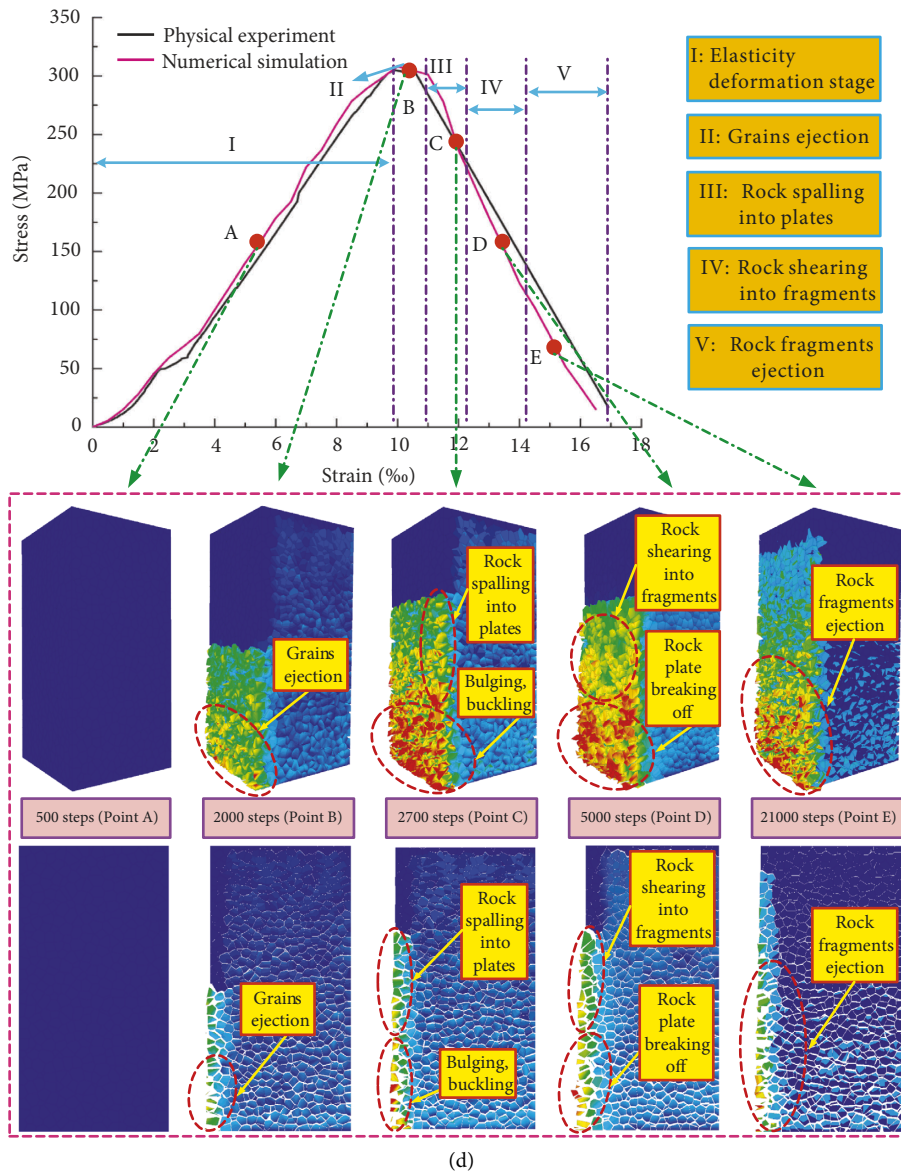 350
300
250
200
150
100
50
0
Stress (MPa)
Physical experiment
Numerical simulation
I
II
III
IV
V
A
B
C
D
E
0
2
4
6
8
10
12
14
16
18
Strain (‰)
I: Elasticity
deformation stage
II: Grains ejection
III: Rock spalling
into plates
IV: Rock shearing
into fragments
V: Rock fragments
ejection
Grains
ejection
Rock
spalling
into
plates
Bulging,
buckling
Rock
shearing
into
fragments
Rock
plate
breaking
off
Rock
fragments
ejection
500 steps (Point A)
2000 steps (Point B)
2700 steps (Point C)
5000 steps (Point D)
21000 steps (Point E)
Grains
ejection
Rock
spalling
into
plates
Bulging,
buckling
Rock
shearing
into
fragments
Rock
plate
breaking
off
Rock
fragments
ejection
(d)